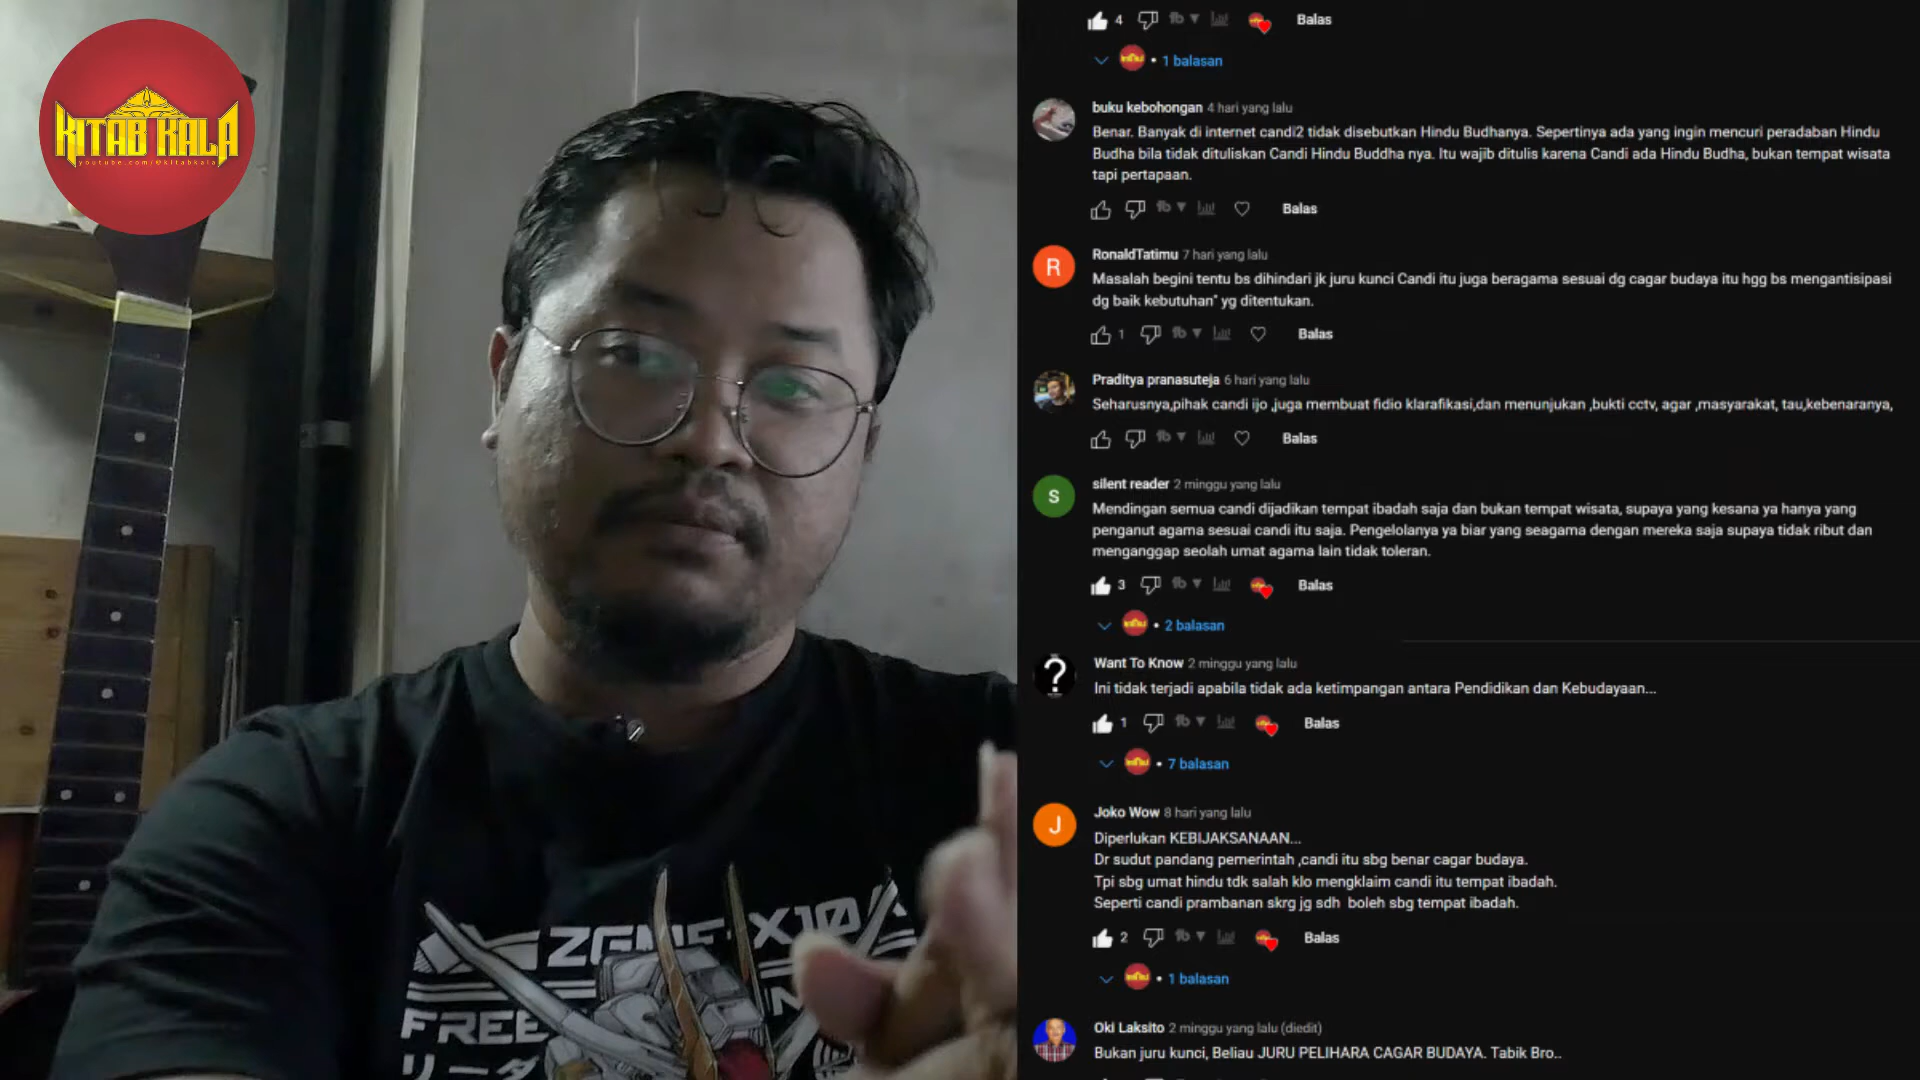 KITAB KALA
youtube.com/@kitabkala
ZGMF-X10A
FREE
リーダ
4
Balas
1 balasan
buku kebohongan 4 hari yang lalu
Benar. Banyak di internet candi2 tidak disebutkan Hindu Budhanya. Sepertinya ada yang ingin mencuri peradaban Hindu
Budha bila tidak dituliskan Candi Hindu Buddha nya. Itu wajib ditulis karena Candi ada Hindu Budha, bukan tempat wisata
tapi pertapaan.
Balas
R
RonaldTatimu 7 hari yang lalu
Masalah begini tentu bs dihindari jk juru kunci Candi itu juga beragama sesuai dg cagar budaya itu hgg bs mengantisipasi
dg baik kebutuhan" yg ditentukan.
1
Balas
Praditya pranasuteja 6 hari yang lalu
Seharusnya,pihak candi ijo ,juga membuat fidio klarafikasi,dan menunjukan ,bukti cctv, agar ,masyarakat, tau,kebenaranya,
Balas
S
silent reader 2 minggu yang lalu
Mendingan semua candi dijadikan tempat ibadah saja dan bukan tempat wisata, supaya yang kesana ya hanya yang
penganut agama sesuai candi itu saja. Pengelolanya ya biar yang seagama dengan mereka saja supaya tidak ribut dan
menganggap seolah umat agama lain tidak toleran.
3
Balas
2 balasan
?
Want To Know 2 minggu yang lalu
Ini tidak terjadi apabila tidak ada ketimpangan antara Pendidikan dan Kebudayaan...
1
Balas
7 balasan
J
Joko Wow 8 hari yang lalu
Diperlukan KEBIJAKSANAAN...
Dr sudut pandang pemerintah ,candi itu sbg benar cagar budaya.
Tpi sbg umat hindu tdk salah klo mengklaim candi itu tempat ibadah.
Seperti candi prambanan skrg jg sdh boleh sbg tempat ibadah.
2
Balas
1 balasan
Oki Laksito 2 minggu yang lalu (diedit)
Bukan juru kunci, Beliau JURU PELIHARA CAGAR BUDAYA. Tabik Bro..